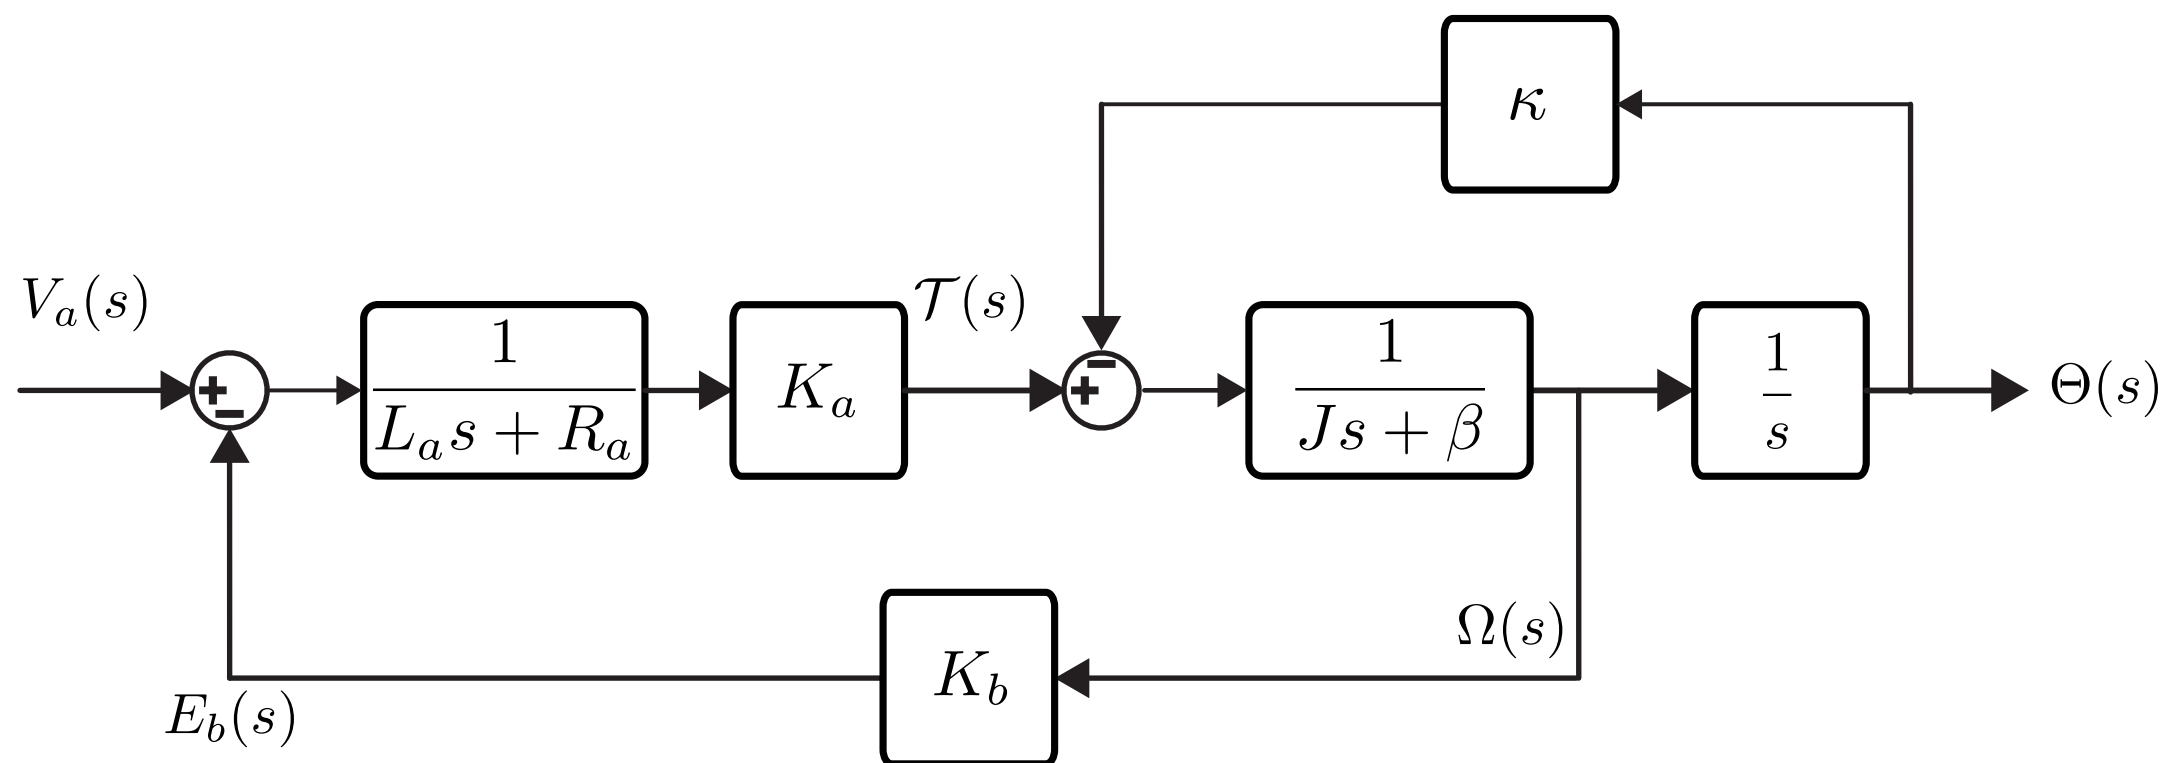 κ
V_a(s)
+
−
1
L_a s + R_a
K_a
𝒯(s)
−
+
1
Js + β
1
s
Θ(s)
Ω(s)
K_b
E_b(s)